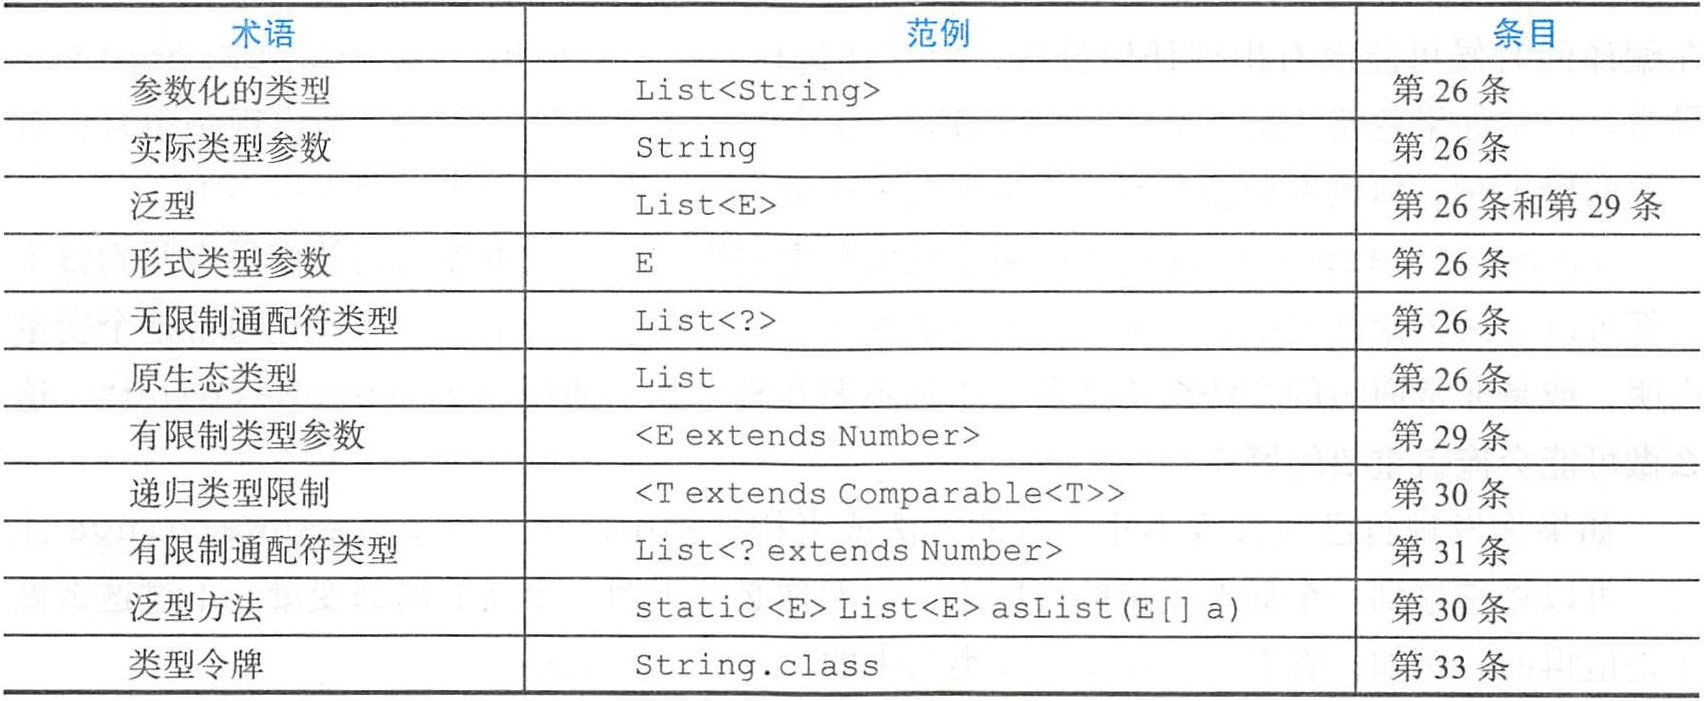 术语 范例 条目
参数化的类型 List<String> 第 26 条
实际类型参数 String 第 26 条
泛型 List<E> 第 26 条和第 29 条
形式类型参数 E 第 26 条
无限制通配符类型 List<?> 第 26 条
原生态类型 List 第 26 条
有限制类型参数 <E extends Number> 第 29 条
递归类型限制 <T extends Comparable<T>> 第 30 条
有限制通配符类型 List<? extends Number> 第 31 条
泛型方法 static <E> List<E> asList(E[] a) 第 30 条
类型令牌 String.class 第 33 条